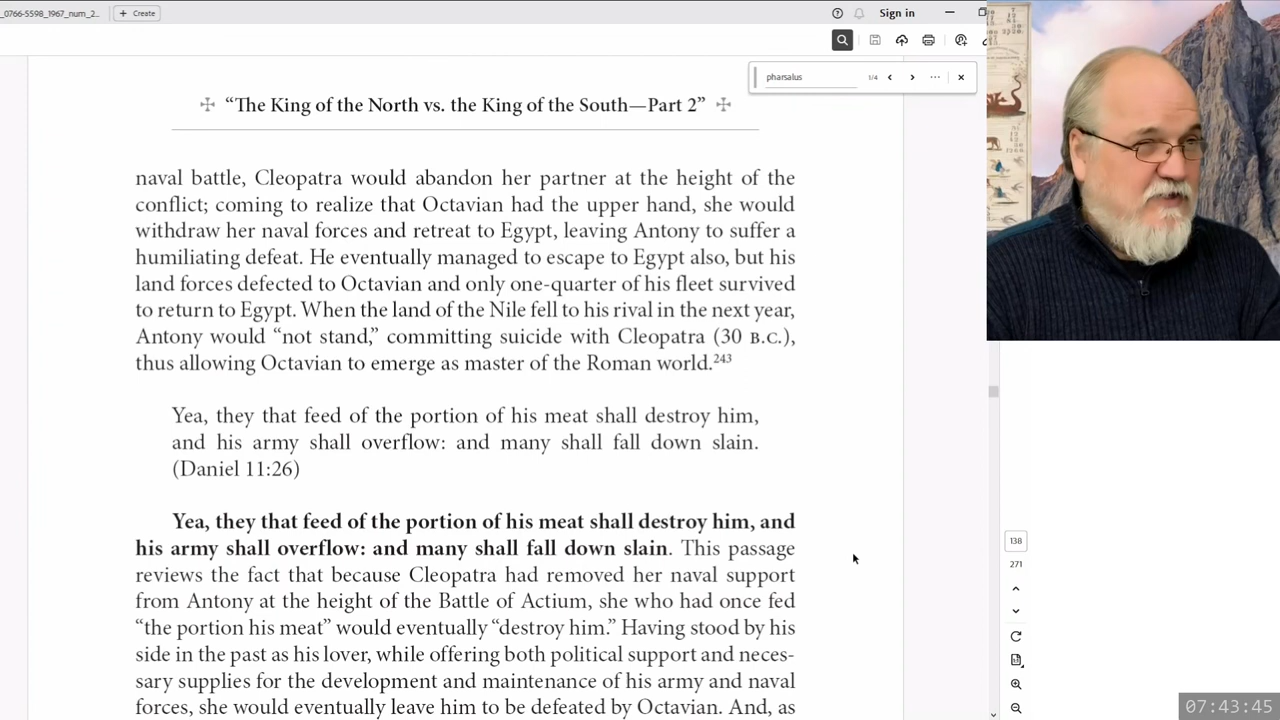 _0766-5598_1967_num_2...
+ Create
Sign in
pharsalus
1/4
"The King of the North vs. the King of the South—Part 2"
naval battle, Cleopatra would abandon her partner at the height of the
conflict; coming to realize that Octavian had the upper hand, she would
withdraw her naval forces and retreat to Egypt, leaving Antony to suffer a
humiliating defeat. He eventually managed to escape to Egypt also, but his
land forces defected to Octavian and only one-quarter of his fleet survived
to return to Egypt. When the land of the Nile fell to his rival in the next year,
Antony would "not stand," committing suicide with Cleopatra (30 B.C.),
thus allowing Octavian to emerge as master of the Roman world.243
Yea, they that feed of the portion of his meat shall destroy him,
and his army shall overflow: and many shall fall down slain.
(Daniel 11:26)
Yea, they that feed of the portion of his meat shall destroy him, and
his army shall overflow: and many shall fall down slain. This passage
reviews the fact that because Cleopatra had removed her naval support
from Antony at the height of the Battle of Actium, she who had once fed
"the portion his meat" would eventually "destroy him." Having stood by his
side in the past as his lover, while offering both political support and neces-
sary supplies for the development and maintenance of his army and naval
forces, she would eventually leave him to be defeated by Octavian. And, as
138
271
07:43:45